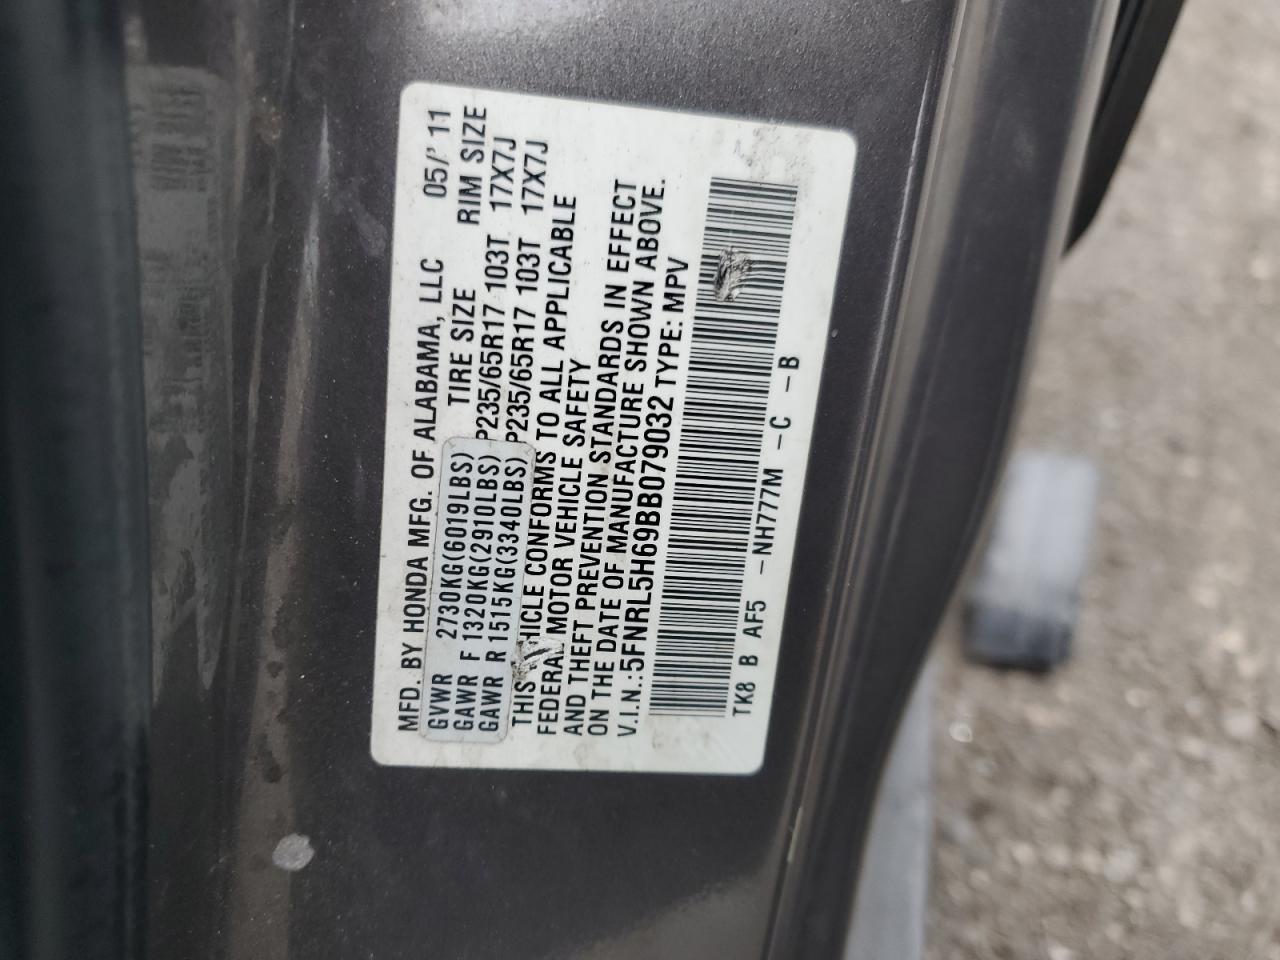 MFD. BY HONDA MFG. OF ALABAMA, LLC 05/'11
GVWR 2730KG(6019LBS) TIRE SIZE RIM SIZE
GAWR F 1320KG(2910LBS) P235/65R17 103T 17X7J
GAWR R 1515KG(3340LBS) P235/65R17 103T 17X7J
THIS VEHICLE CONFORMS TO ALL APPLICABLE
FEDERAL MOTOR VEHICLE SAFETY
AND THEFT PREVENTION STANDARDS IN EFFECT
ON THE DATE OF MANUFACTURE SHOWN ABOVE.
V.I.N.:5FNRL5H69BB079032 TYPE: MPV
TK8 B AF5 -NH777M -C -B